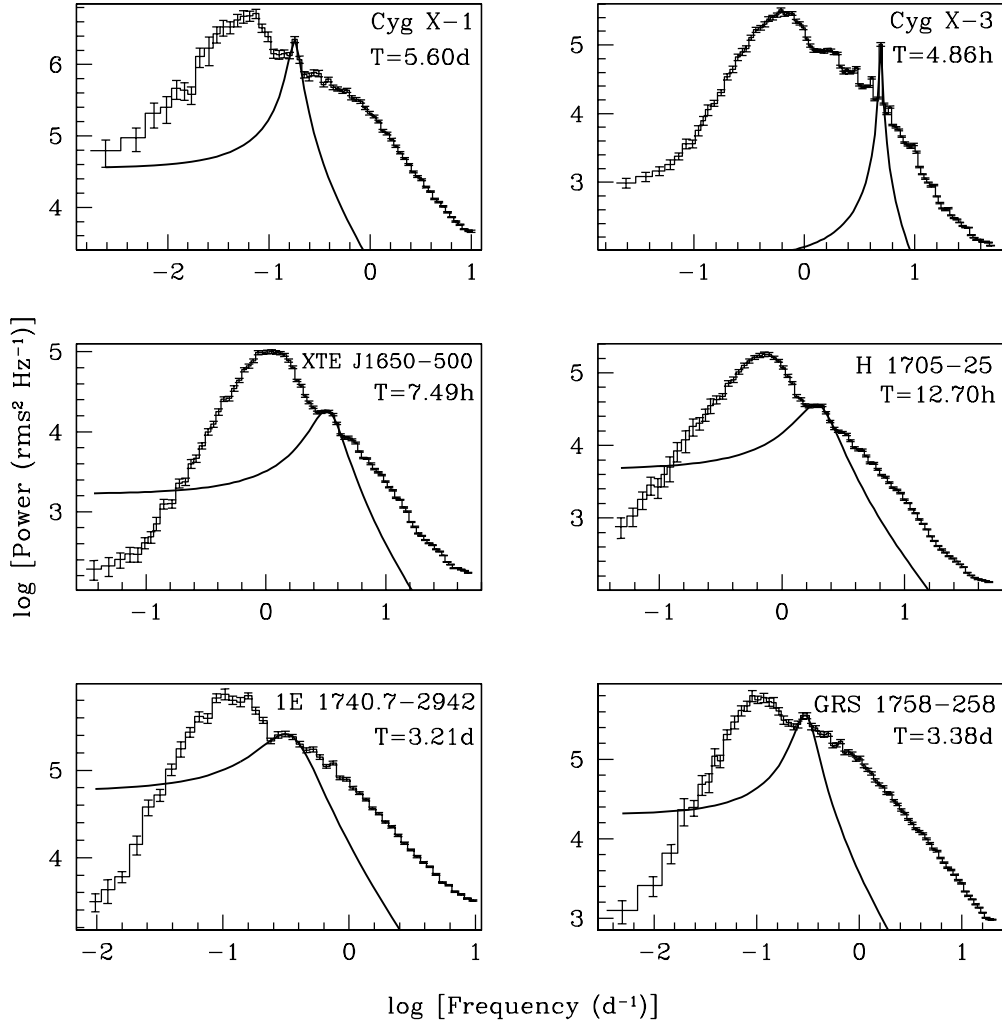 Cyg X−1
T=5.60d
6
5
4
−2 −1 0 1
Cyg X−3
T=4.86h
5
4
3
−1 0 1
log [Power (rms² Hz⁻¹)]
XTE J1650−500
T=7.49h
5
4
3
−1 0 1
H 1705−25
T=12.70h
5
4
3
−1 0 1
1E 1740.7−2942
T=3.21d
5
4
−2 −1 0 1
GRS 1758−258
T=3.38d
5
4
3
−2 −1 0 1
log [Frequency (d⁻¹)]